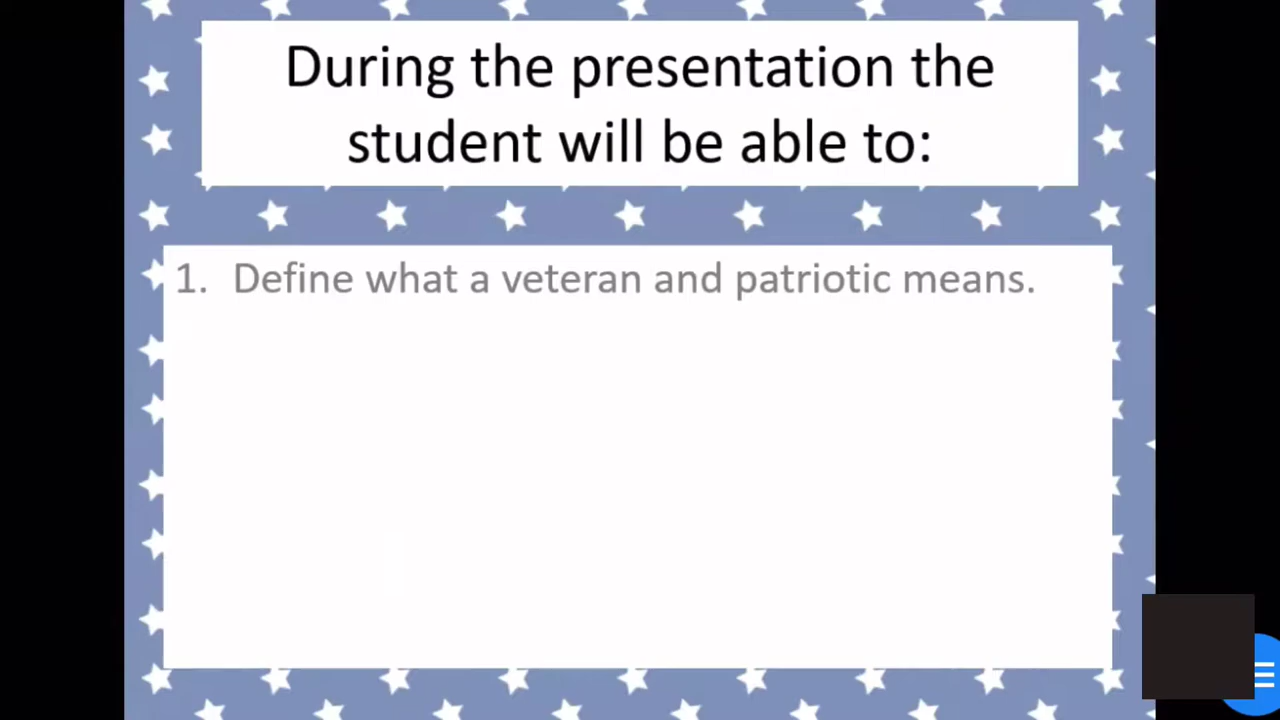 During the presentation the
student will be able to:
1. Define what a veteran and patriotic means.